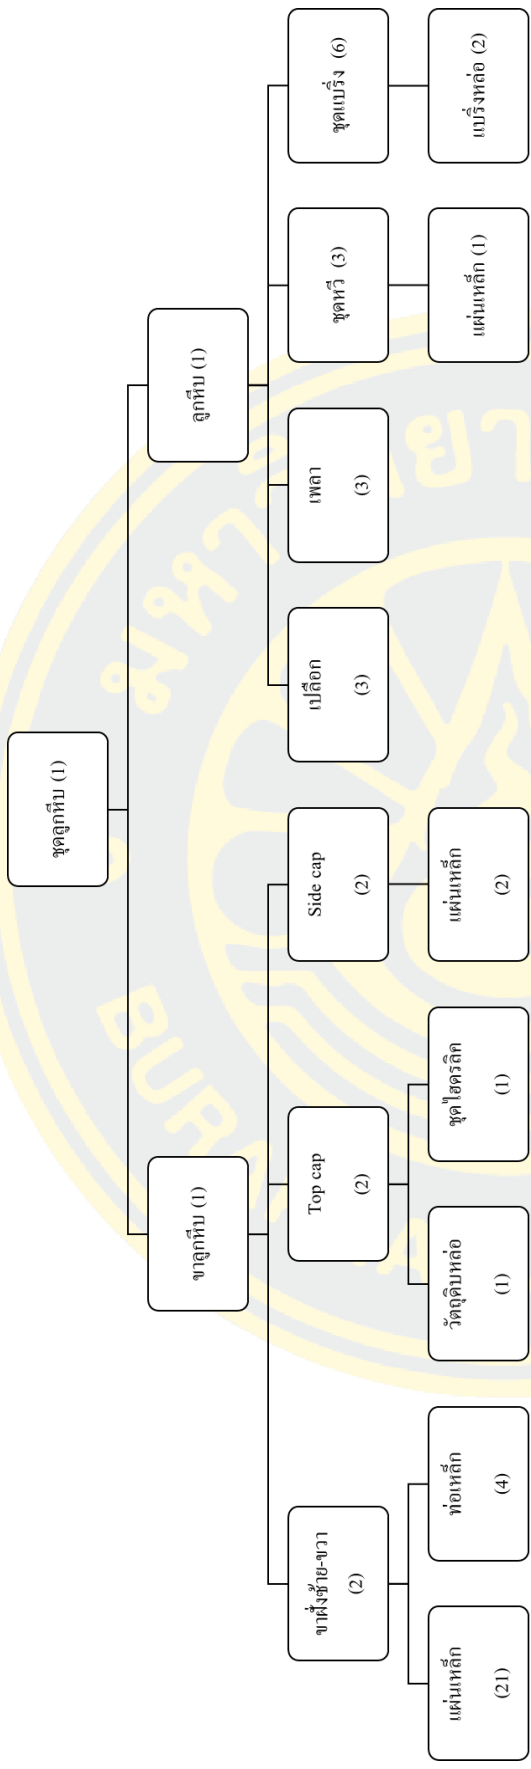 ชุดลูกหีบ (1)
ขาลูกหีบ (1)
ลูกหีบ (1)
ขาฝั่งซ้าย-ขวา
(2)
Top cap
(2)
Side cap
(2)
เปลือก
(3)
เพลา
(3)
ชุดหวี (3)
ชุดแบริ่ง (6)
แผ่นเหล็ก
(21)
ท่อเหล็ก
(4)
วัตถุดิบหล่อ
(1)
ชุดไฮดรลิค
(1)
แผ่นเหล็ก
(2)
แผ่นเหล็ก (1)
แบริ่งหล่อ (2)